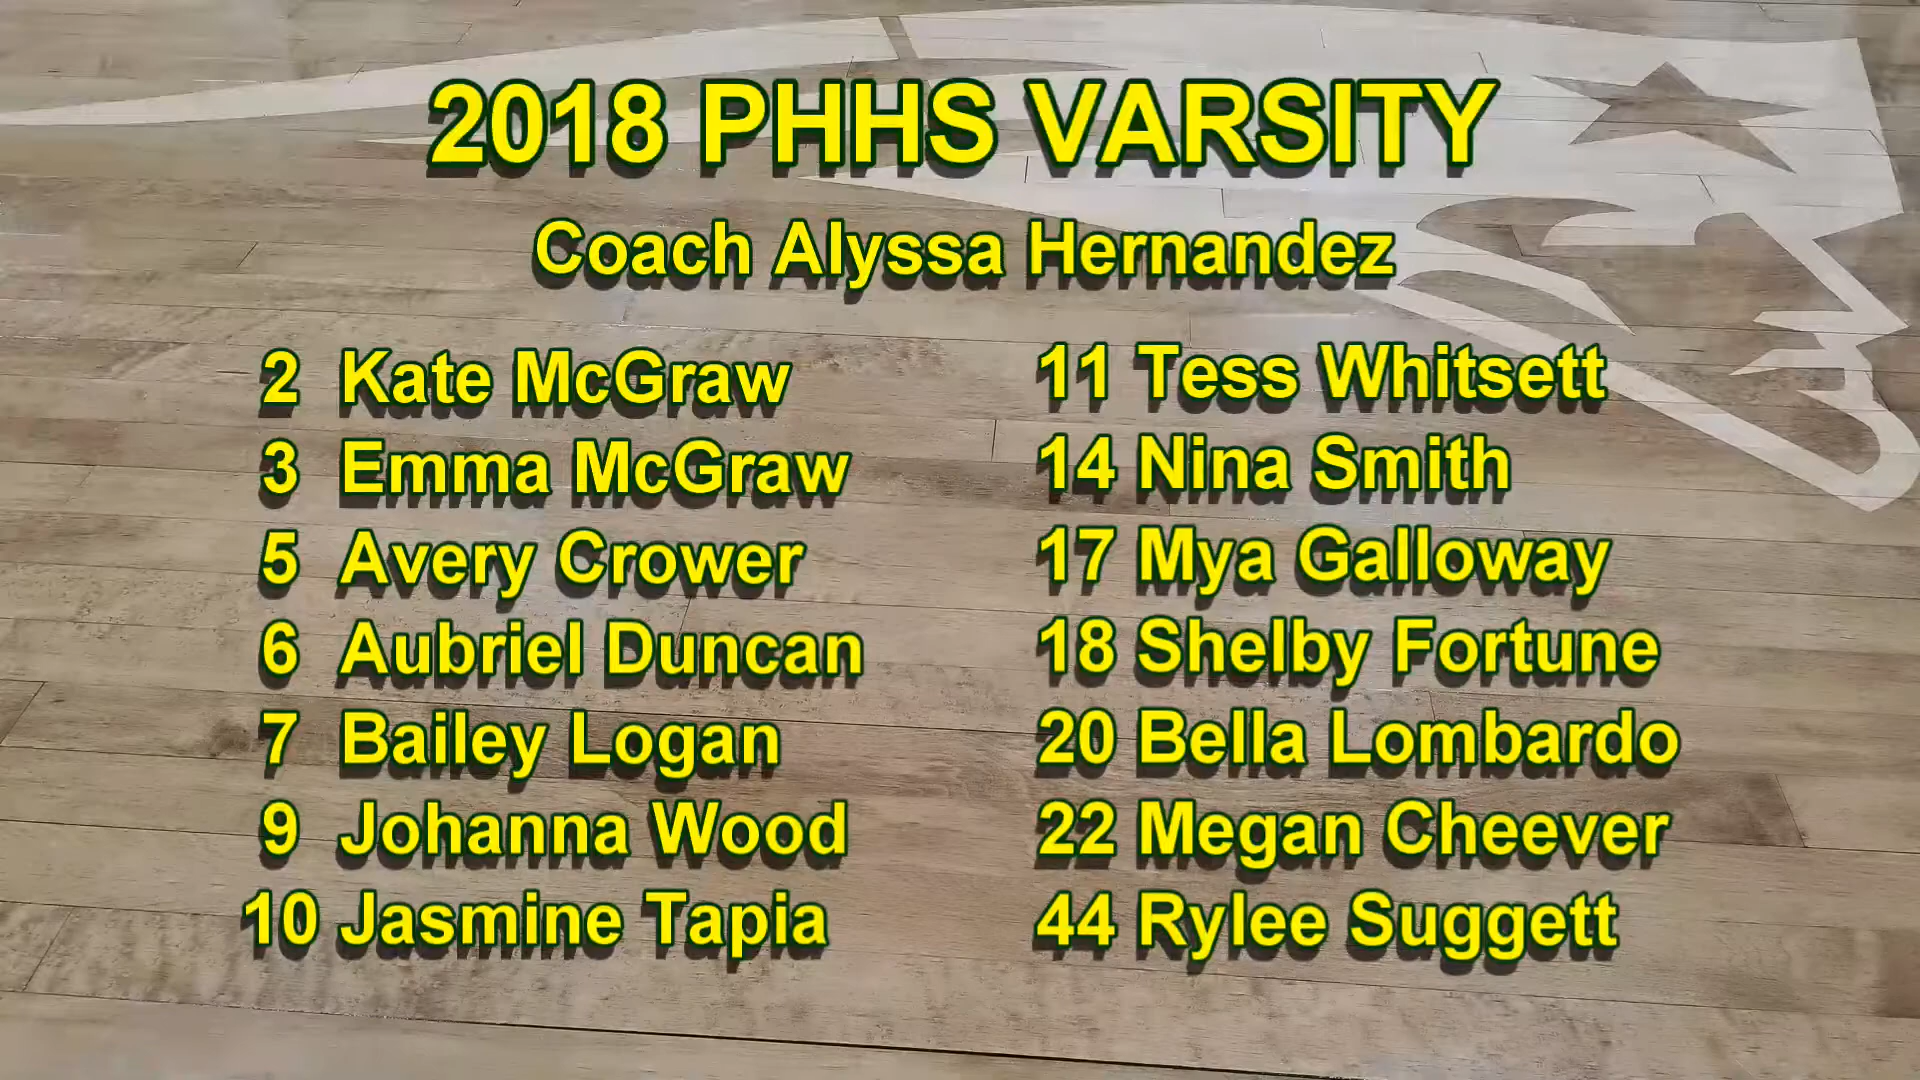 2018 PHHS VARSITY
Coach Alyssa Hernandez
2 Kate McGraw
3 Emma McGraw
5 Avery Crower
6 Aubriel Duncan
7 Bailey Logan
9 Johanna Wood
10 Jasmine Tapia
11 Tess Whitsett
14 Nina Smith
17 Mya Galloway
18 Shelby Fortune
20 Bella Lombardo
22 Megan Cheever
44 Rylee Suggett